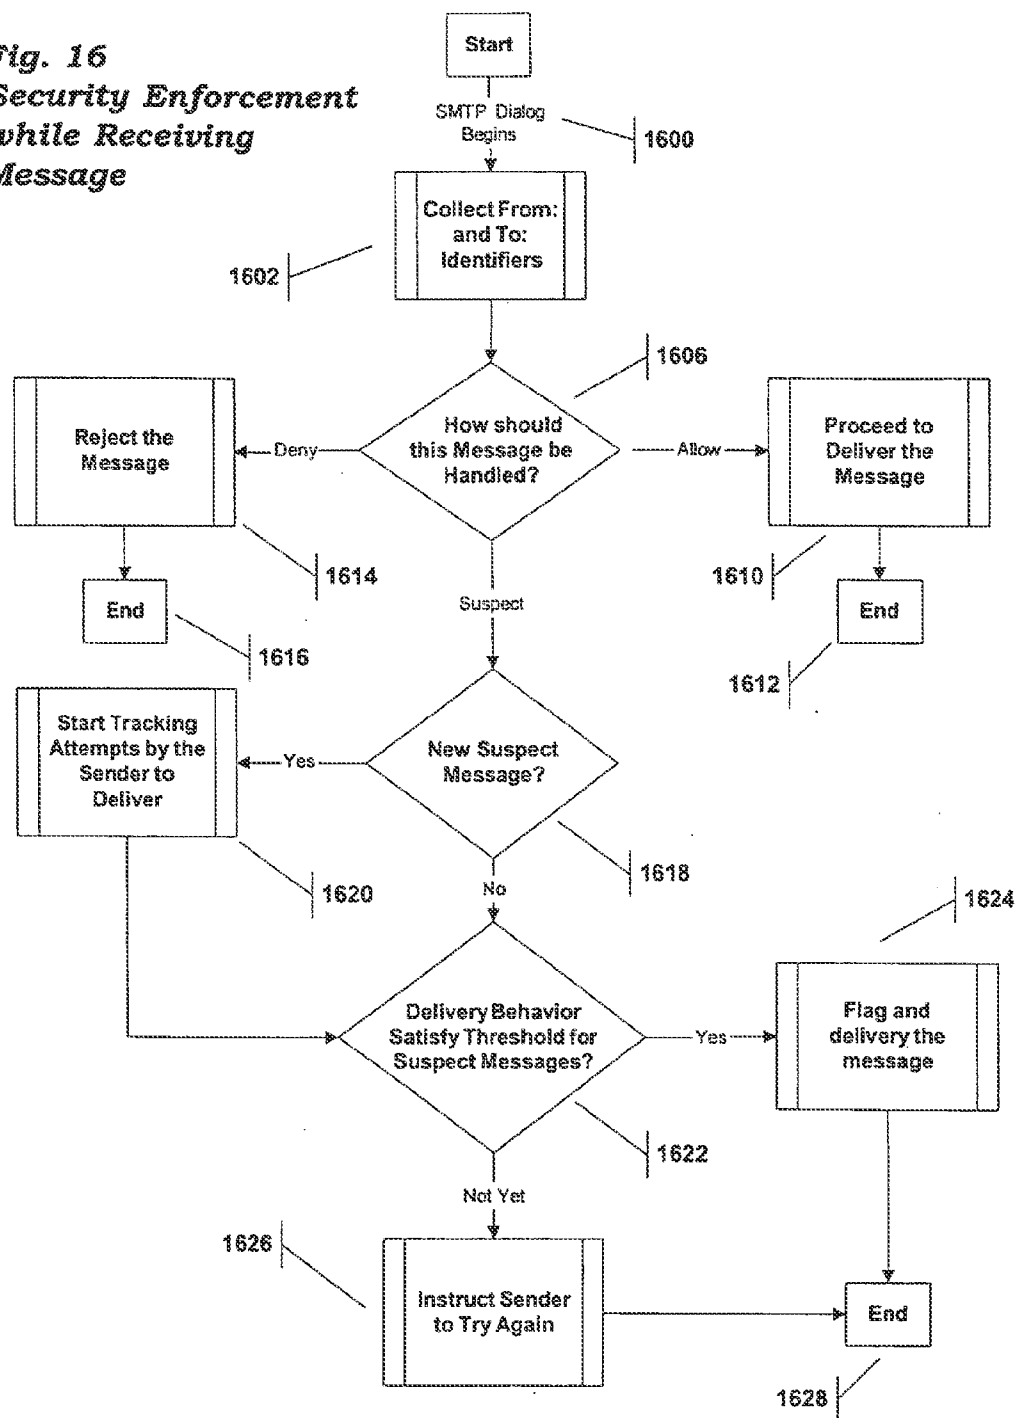 Fig. 16
Security Enforcement
while Receiving
Message
Start
SMTP Dialog
Begins
1600
Collect From:
and To:
Identifiers
1602
1606
How should
this Message be
Handled?
Deny
Allow
Reject the
Message
Proceed to
Deliver the
Message
1614
1610
End
End
1616
1612
Suspect
Start Tracking
Attempts by the
Sender to
Deliver
Yes
New Suspect
Message?
1618
1620
No
1624
Delivery Behavior
Satisfy Threshold for
Suspect Messages?
Yes
Flag and
delivery the
message
1622
Not Yet
1626
Instruct Sender
to Try Again
End
1628